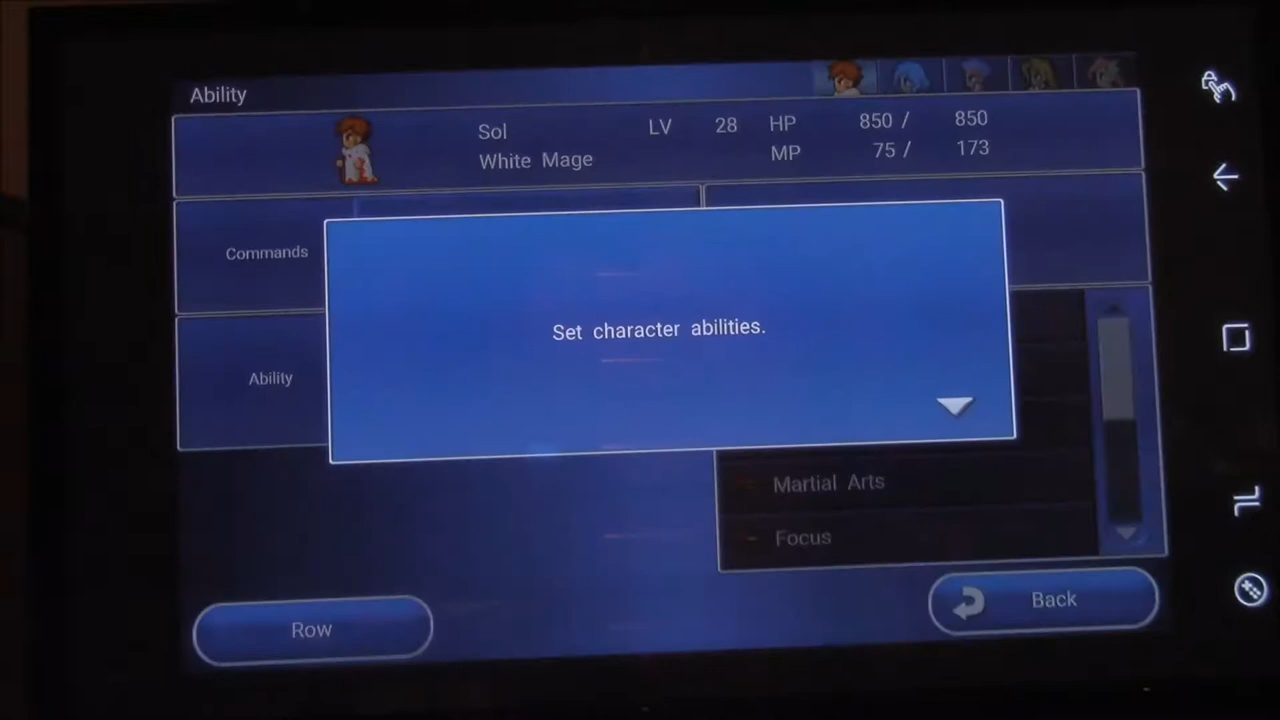 Ability
Sol LV 28 HP 850 / 850
White Mage MP 75 / 173
Commands
Set character abilities.
Ability
Martial Arts
Focus
Row
Back